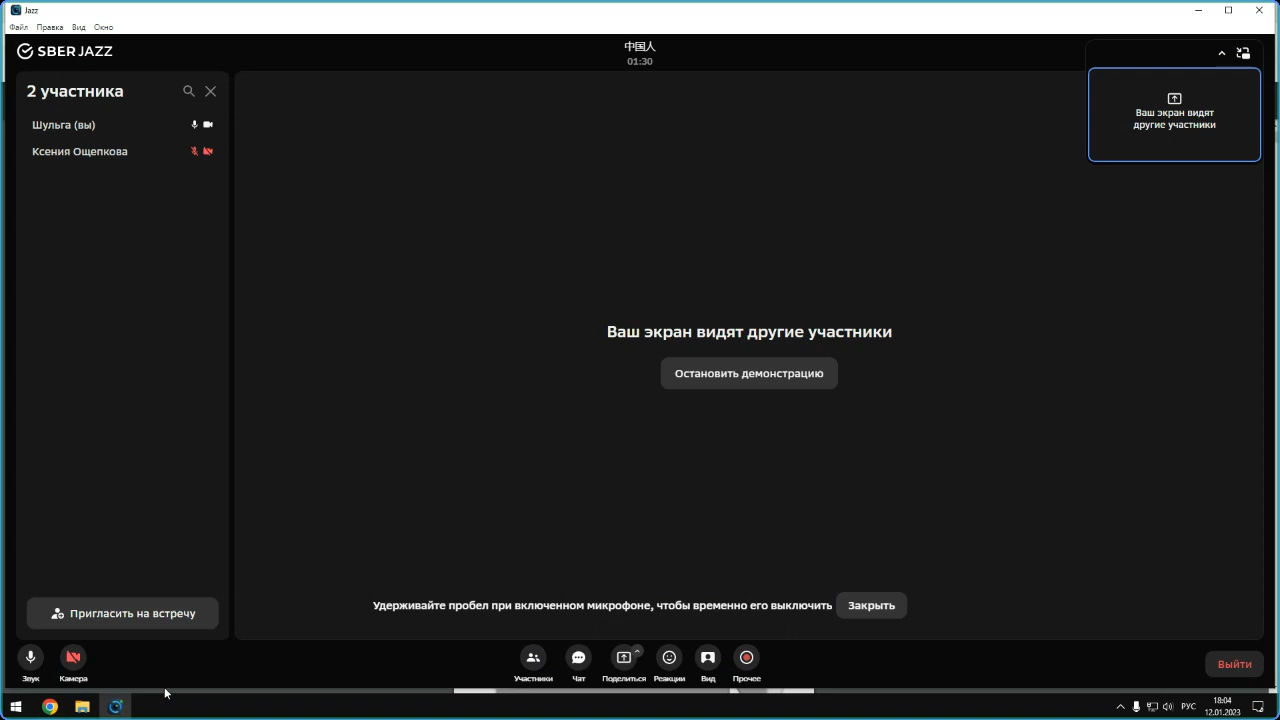 Jazz
Файл Правка Вид Окно
SBER JAZZ
中国人
01:30
2 участника
Шульга (вы)
Ксения Ощепкова
Ваш экран видят
другие участники
Ваш экран видят другие участники
Остановить демонстрацию
Удерживайте пробел при включенном микрофоне, чтобы временно его выключить
Закрыть
Пригласить на встречу
Звук
Камера
Участники
Чат
Поделиться
Реакции
Вид
Прочее
Выйти
РУС
18:04
12.01.2023